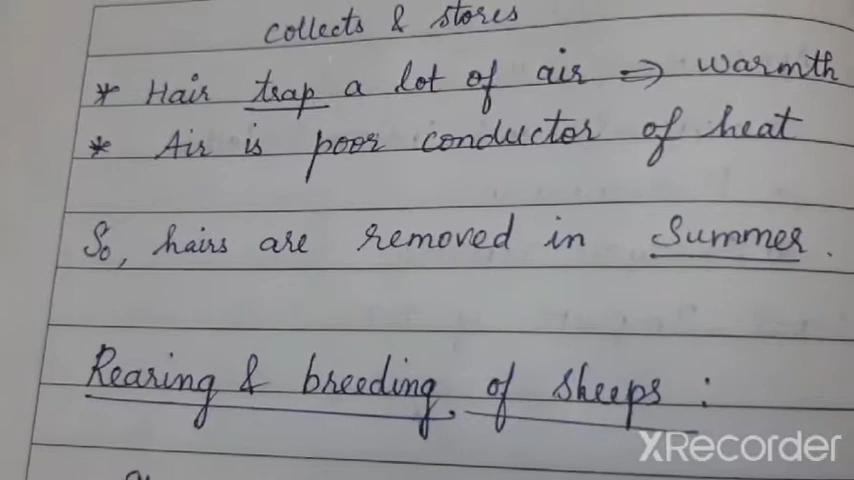 collects & stores
* Hair trap a lot of air ⇒ warmth
* Air is poor conductor of heat
So, hairs are removed in Summer.
Rearing & breeding of sheeps :
XRecorder